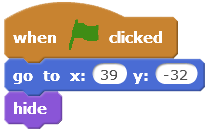 when clicked
go to x: 39 y: -32
hide